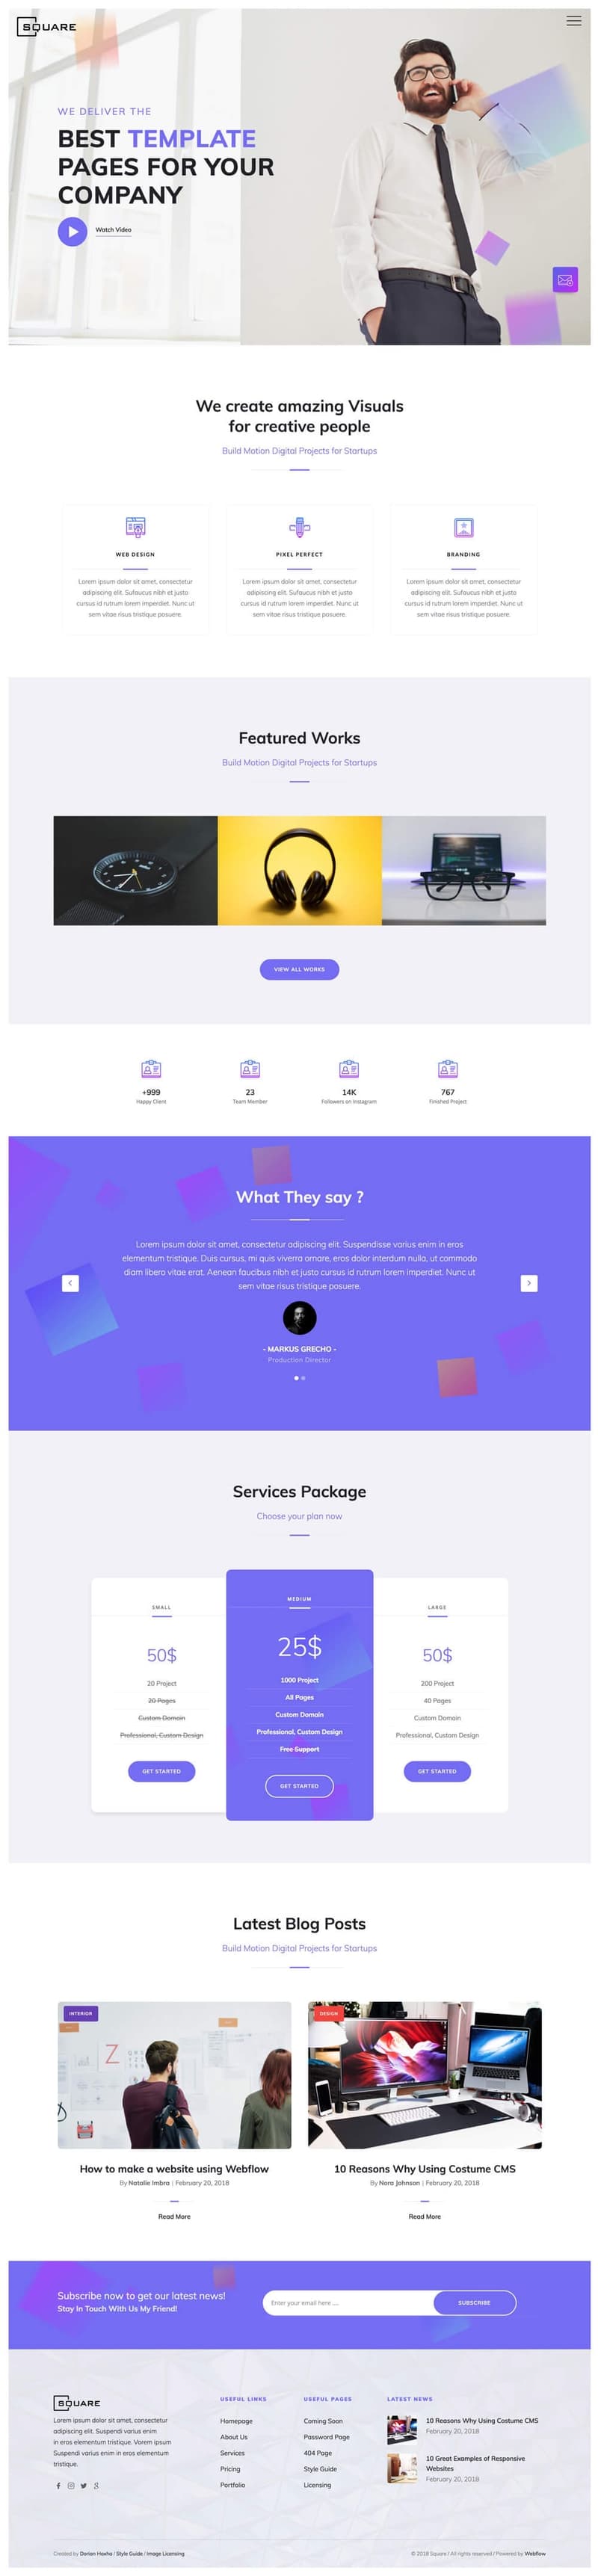 SQUARE
WE DELIVER THE
BEST TEMPLATE
PAGES FOR YOUR
COMPANY
Watch Video
We create amazing Visuals
for creative people
Build Motion Digital Projects for Startups
WEB DESIGN
Lorem ipsum dolor sit amet, consectetur
adipiscing elit. Sufaucus nibh et justo
cursus id rutrum lorem imperdiet. Nunc ut
sem vitae risus tristique posuere.
PIXEL PERFECT
Lorem ipsum dolor sit amet, consectetur
adipiscing elit. Sufaucus nibh et justo
cursus id rutrum lorem imperdiet. Nunc ut
sem vitae risus tristique posuere.
BRANDING
Lorem ipsum dolor sit amet, consectetur
adipiscing elit. Sufaucus nibh et justo
cursus id rutrum lorem imperdiet. Nunc ut
sem vitae risus tristique posuere.
Featured Works
Build Motion Digital Projects for Startups
VIEW ALL WORKS
+999
Happy Client
23
Team Member
14K
Followers on Instagram
767
Finished Project
What They say ?
Lorem ipsum dolor sit amet, consectetur adipiscing elit. Suspendisse varius enim in eros
elementum tristique. Duis cursus, mi quis viverra ornare, eros dolor interdum nulla, ut commodo
diam libero vitae erat. Aenean faucibus nibh et justo cursus id rutrum lorem imperdiet. Nunc ut
sem vitae risus tristique posuere.
- MARKUS GRECHO -
Production Director
Services Package
Choose your plan now
SMALL
50$
20 Project
20 Pages
Custom Domain
Professional, Custom Design
GET STARTED
MEDIUM
25$
1000 Project
All Pages
Custom Domain
Professional, Custom Design
Free Support
GET STARTED
LARGE
50$
200 Project
40 Pages
Custom Domain
Professional, Custom Design
GET STARTED
Latest Blog Posts
Build Motion Digital Projects for Startups
INTERIOR
How to make a website using Webflow
By Natalie Imbra | February 20, 2018
Read More
DESIGN
10 Reasons Why Using Costume CMS
By Nora Johnson | February 20, 2018
Read More
Subscribe now to get our latest news!
Stay In Touch With Us My Friend!
Enter your email here ....
SUBSCRIBE
SQUARE
Lorem ipsum dolor sit amet, consectetur
adipiscing elit. Suspendi varius enim
in eros elementum tristique. Vorem ipsum
Suspendi varius enim in eros elementum
tristique.
USEFUL LINKS
Homepage
About Us
Services
Pricing
Portfolio
USEFUL PAGES
Coming Soon
Password Page
404 Page
Style Guide
Licensing
LATEST NEWS
10 Reasons Why Using Costume CMS
February 20, 2018
10 Great Examples of Responsive
Websites
February 20, 2018
Created by Dorian Hoxha / Style Guide / Image Licensing
© 2018 Square / All rights reserved / Powered by Webflow